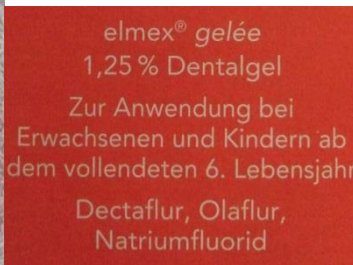 elmex® gelée
1,25 % Dentalgel
Zur Anwendung bei
Erwachsenen und Kindern ab
dem vollendeten 6. Lebensjahr
Dectaflur, Olaflur,
Natriumfluorid